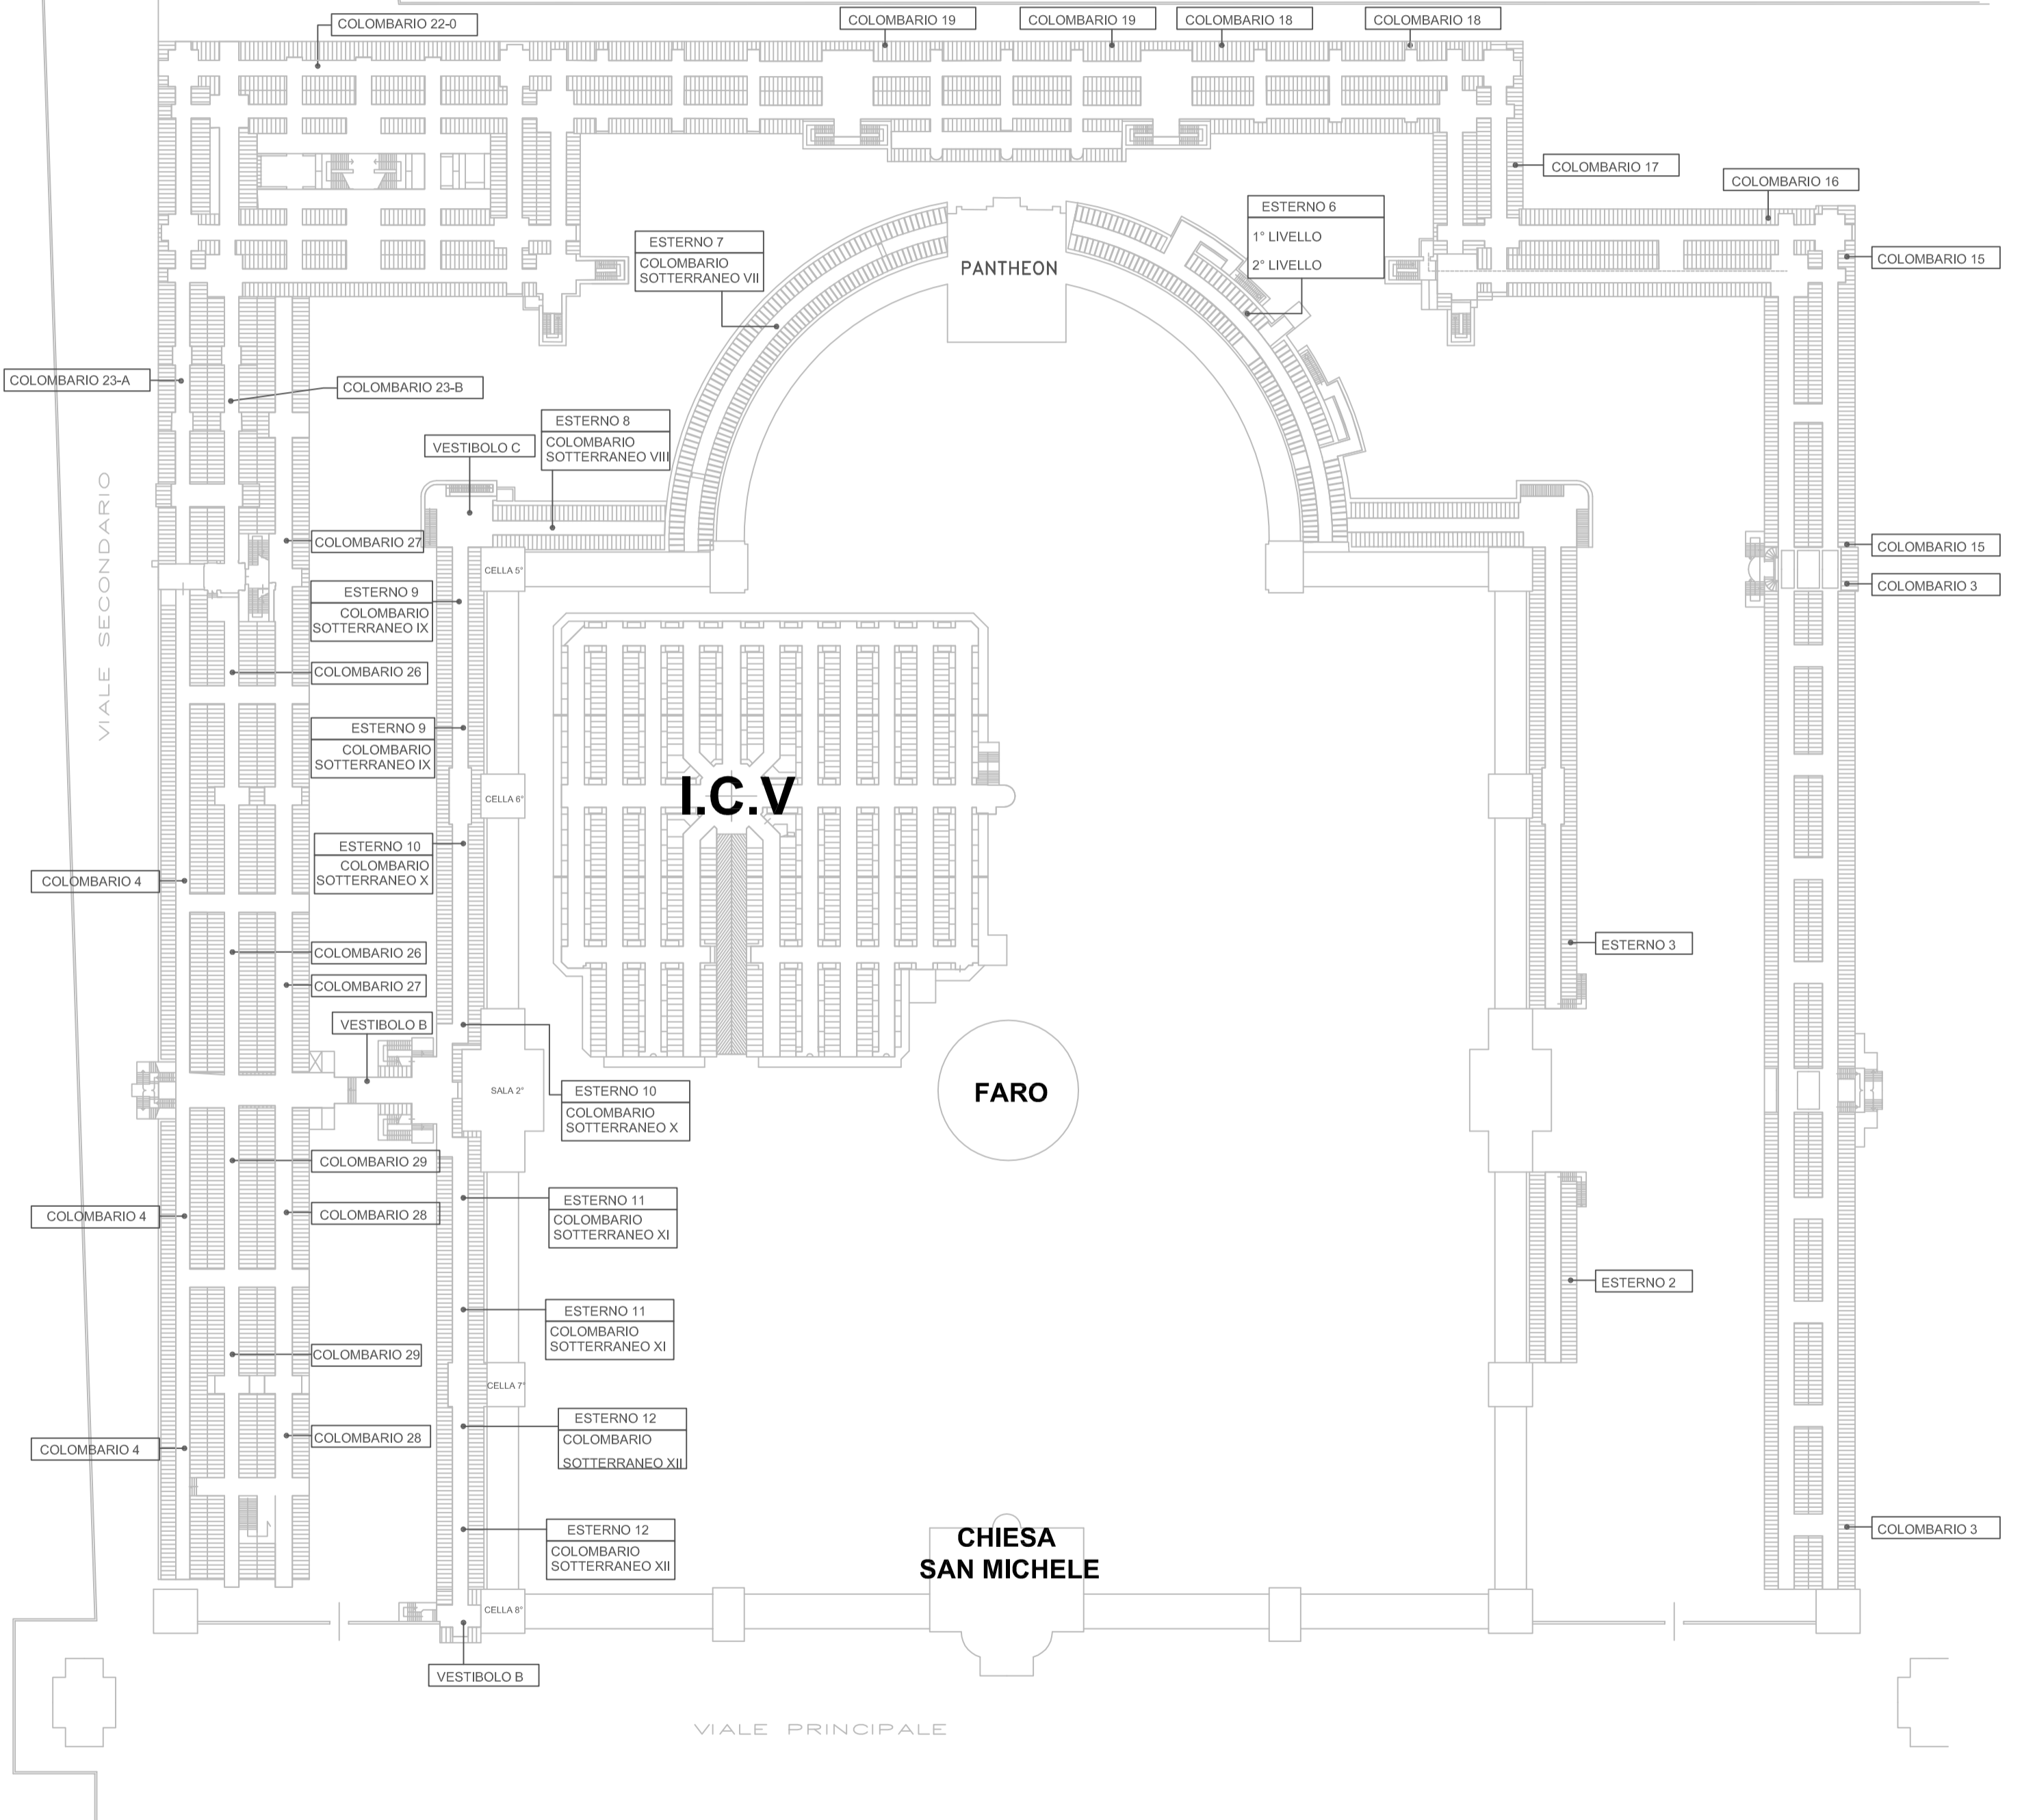 COLOMBARIO 22-0
COLOMBARIO 19
COLOMBARIO 19
COLOMBARIO 18
COLOMBARIO 18
COLOMBARIO 17
COLOMBARIO 16
ESTERNO 6
1° LIVELLO
2° LIVELLO
ESTERNO 7
COLOMBARIO
SOTTERRANEO VII
PANTHEON
COLOMBARIO 15
COLOMBARIO 23-A
COLOMBARIO 23-B
ESTERNO 8
COLOMBARIO
SOTTERRANEO VIII
VESTIBOLO C
VIALE SECONDARIO
COLOMBARIO 27
COLOMBARIO 15
CELLA 5°
COLOMBARIO 3
ESTERNO 9
COLOMBARIO
SOTTERRANEO IX
COLOMBARIO 26
ESTERNO 9
COLOMBARIO
SOTTERRANEO IX
I.C.V
CELLA 6°
ESTERNO 10
COLOMBARIO
SOTTERRANEO X
COLOMBARIO 4
ESTERNO 3
COLOMBARIO 26
COLOMBARIO 27
VESTIBOLO B
SALA 2°
FARO
ESTERNO 10
COLOMBARIO
SOTTERRANEO X
COLOMBARIO 29
ESTERNO 11
COLOMBARIO
SOTTERRANEO XI
COLOMBARIO 4
COLOMBARIO 28
ESTERNO 2
ESTERNO 11
COLOMBARIO
SOTTERRANEO XI
COLOMBARIO 29
CELLA 7°
ESTERNO 12
COLOMBARIO
SOTTERRANEO XII
COLOMBARIO 28
COLOMBARIO 4
ESTERNO 12
COLOMBARIO
SOTTERRANEO XII
CHIESA
SAN MICHELE
COLOMBARIO 3
CELLA 8°
VESTIBOLO B
VIALE PRINCIPALE